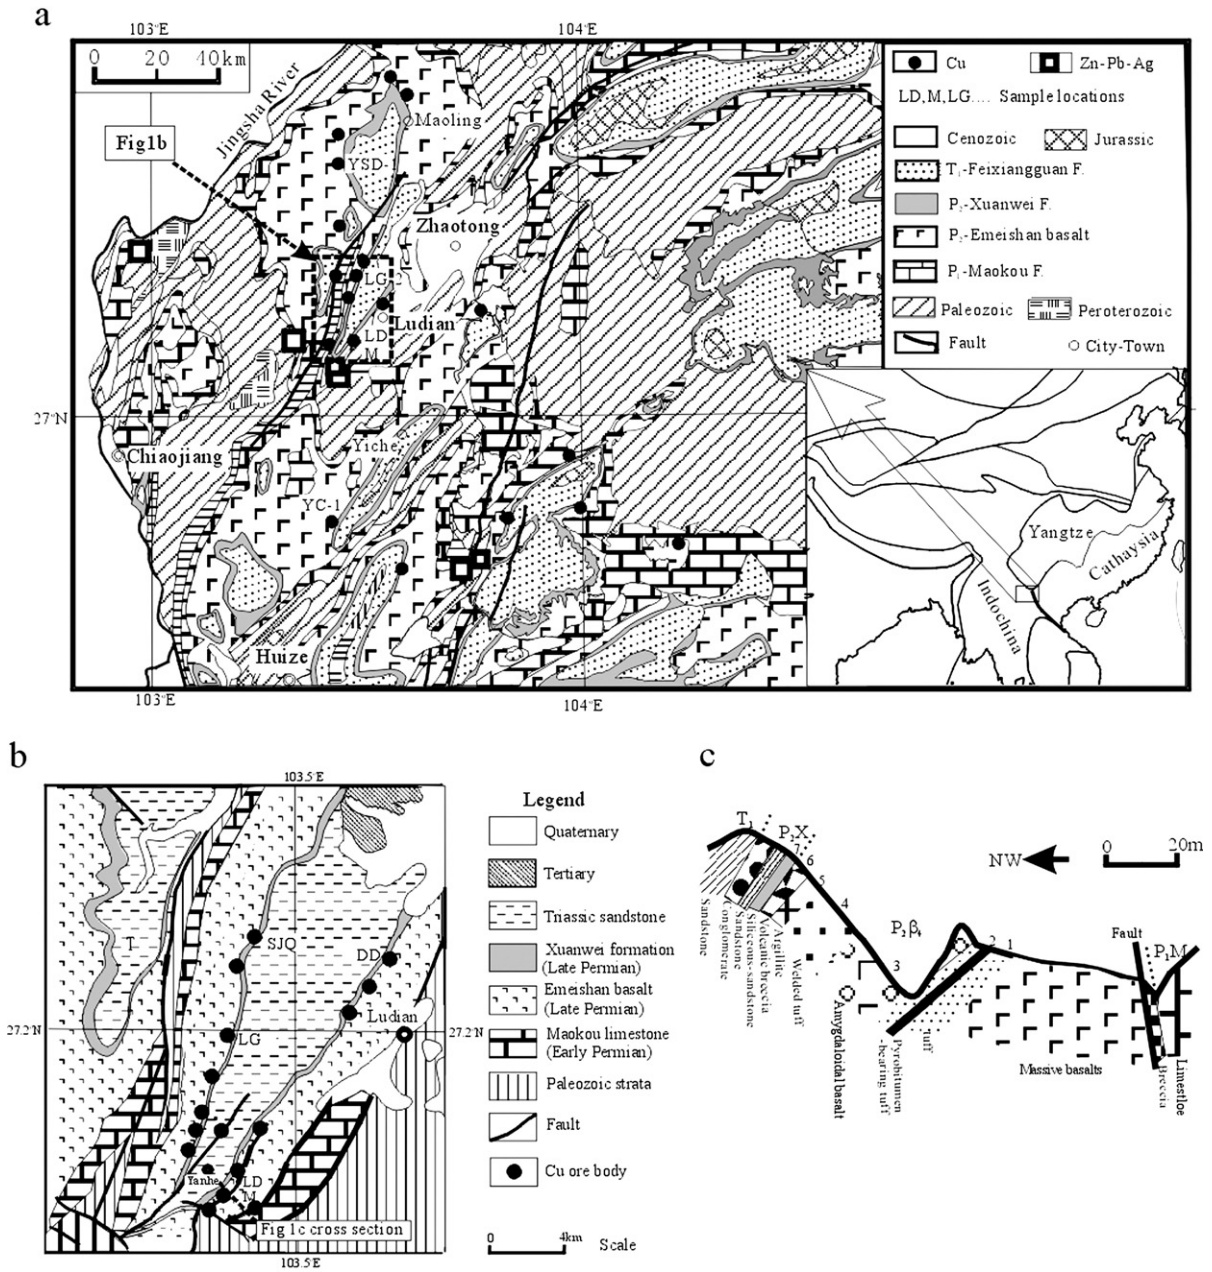 a
103°E
104°E
0 20 40km
Jingsha River
Fig1b
Maoling
YSD
Zhaotong
LG
Ludian
LD
M
27°N
Chiaojiang
Yiche
YC-1
Huize
103°E
104°E
Cu
Zn-Pb-Ag
LD,M,LG.... Sample locations
Cenozoic
Jurassic
T₁-Feixiangguan F.
P₂-Xuanwei F.
P₂-Emeishan basalt
P₁-Maokou F.
Paleozoic
Peroterozoic
Fault
City-Town
Yangtze
Cathaysia
Indochina
b
103.5°E
T
SJQ
DD
Ludian
27.2°N
27.2°N
LG
Yanhe
LD
M
Fig 1c cross section
103.5°E
Legend
Quaternary
Tertiary
Triassic sandstone
Xuanwei formation
(Late Permian)
Emeishan basalt
(Late Permian)
Maokou limestone
(Early Permian)
Paleozoic strata
Fault
Cu ore body
0 4km Scale
c
NW
0 20m
T₁
P₂X
7
6
5
4
P₂β₄
3
2
1
Fault
P₁M
Sandstone
Conglomerate
Sandstone
Siliceous-sandstone
Volcanic breccia
Argillite
Welded tuff
Amygdaloidal basalt
Pyrobitumen
-bearing tuff
Tuff
Massive basalts
Breccia
Limestloe